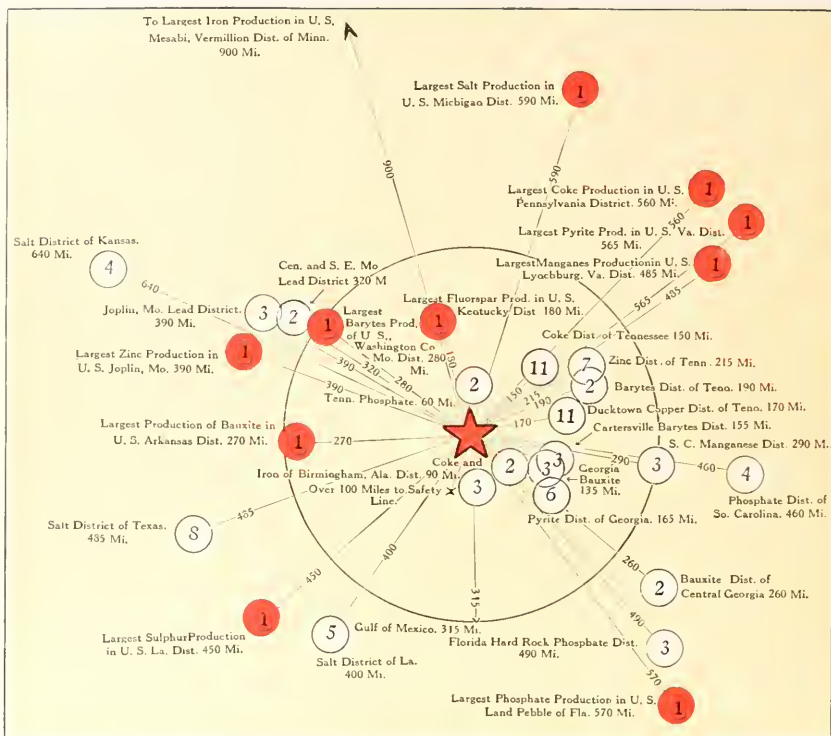 To Largest Iron Production in U. S.
Mesabi, Vermillion Dist. of Minn.
900 Mi.
900
Largest Salt Production in
U. S. Michigan Dist. 590 Mi.
1
590
Largest Coke Production in U. S.
Pennsylvania District. 560 Mi.
1
560
Largest Pyrite Prod. in U. S. Va. Dist.
565 Mi.
1
565
Largest Manganes Production in U. S.
Lynchburg, Va. Dist. 485 Mi.
1
485
Salt District of Kansas.
640 Mi.
4
640
Cen. and S. E. Mo
Lead District 320 M
2
320
Joplin, Mo. Lead District.
390 Mi.
3
390
Largest
Barytes Prod.
of U. S.,
Washington Co
Mo. Dist. 280
Mi.
1
280
Largest Fluorspar Prod. in U. S.
Kentucky Dist 180 Mi.
1
180
Largest Zinc Production in
U. S. Joplin, Mo. 390 Mi.
1
390
Coke Dist. of Tennessee 150 Mi.
11
150
7
Zinc Dist. of Tenn. 215 Mi.
215
2
Barytes Dist. of Tenn. 190 Mi.
190
Tenn. Phosphate. 60 Mi.
2
11
Ducktown Copper Dist. of Tenn. 170 Mi.
170
Cartersville Barytes Dist. 155 Mi.
3
Largest Production of Bauxite in
U. S. Arkansas Dist. 270 Mi.
1
270
S. C. Manganese Dist. 290 Mi.
290
3
Coke and
Iron of Birmingham, Ala. Dist. 90 Mi.
2
Georgia
Bauxite
135 Mi.
3
460
4
Phosphate Dist. of
So. Carolina. 460 Mi.
Over 100 Miles to Safety
Line.
3
6
Pyrite Dist. of Georgia. 165 Mi.
Salt District of Texas.
485 Mi.
8
485
260
2
Bauxite Dist. of
Central Georgia 260 Mi.
Largest Sulphur Production
in U. S. La. Dist. 450 Mi.
1
450
400
5
Salt District of La.
400 Mi.
315
Gulf of Mexico. 315 Mi.
Florida Hard Rock Phosphate Dist.
490 Mi.
490
3
570
Largest Phosphate Production in U. S.
Land Pebble of Fla. 570 Mi.
1